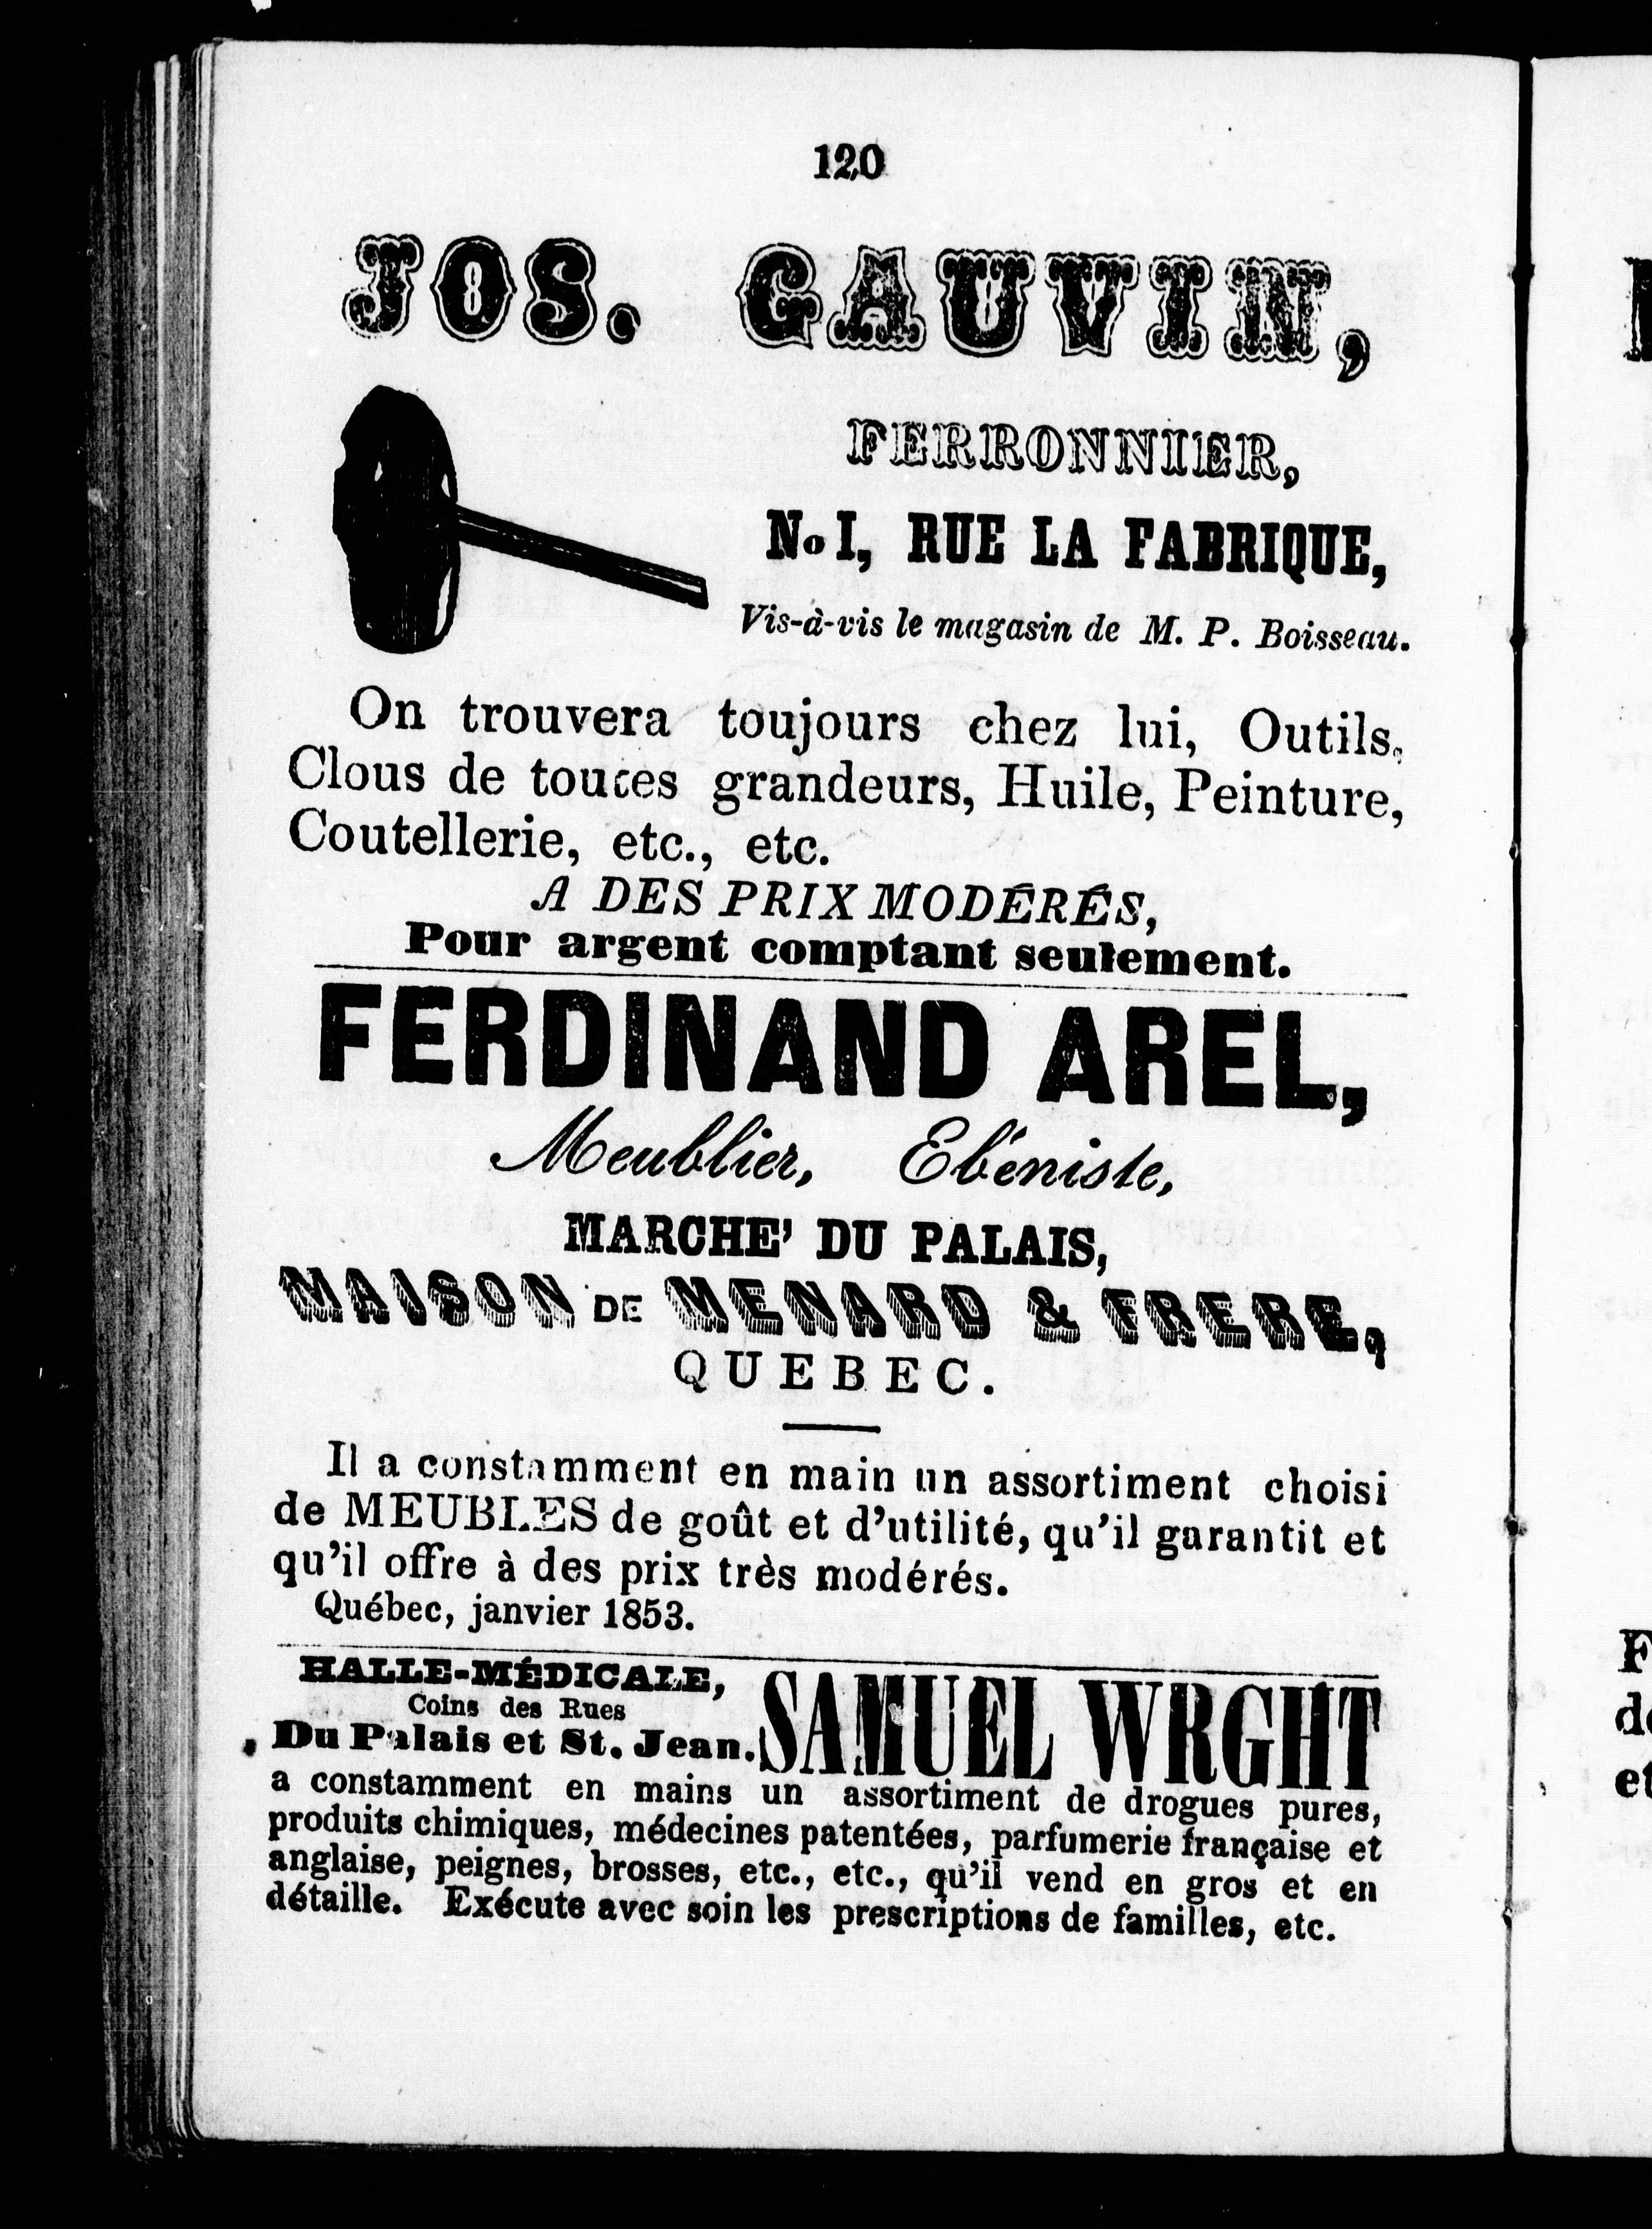 120
JOS. GAUVIN,
FERRONNIER,
No I, RUE LA FABRIQUE,
Vis-à-vis le magasin de M. P. Boisseau.
On trouvera toujours chez lui, Outils,
Clous de toutes grandeurs, Huile, Peinture,
Coutellerie, etc., etc.
A DES PRIX MODÉRÉS,
Pour argent comptant seulement.
FERDINAND AREL,
Meublier, Ebéniste,
MARCHE' DU PALAIS,
MAISON DE MENARD & FRERE,
QUEBEC.
Il a constamment en main un assortiment choisi
de MEUBLES de goût et d'utilité, qu'il garantit et
qu'il offre à des prix très modérés.
Québec, janvier 1853.
HALLE-MÉDICALE,
Coins des Rues
Du Palais et St. Jean.
SAMUEL WRGHT
a constamment en mains un assortiment de drogues pures,
produits chimiques, médecines patentées, parfumerie française et
anglaise, peignes, brosses, etc., etc., qu'il vend en gros et en
détaille. Exécute avec soin les prescriptions de familles, etc.
F
et